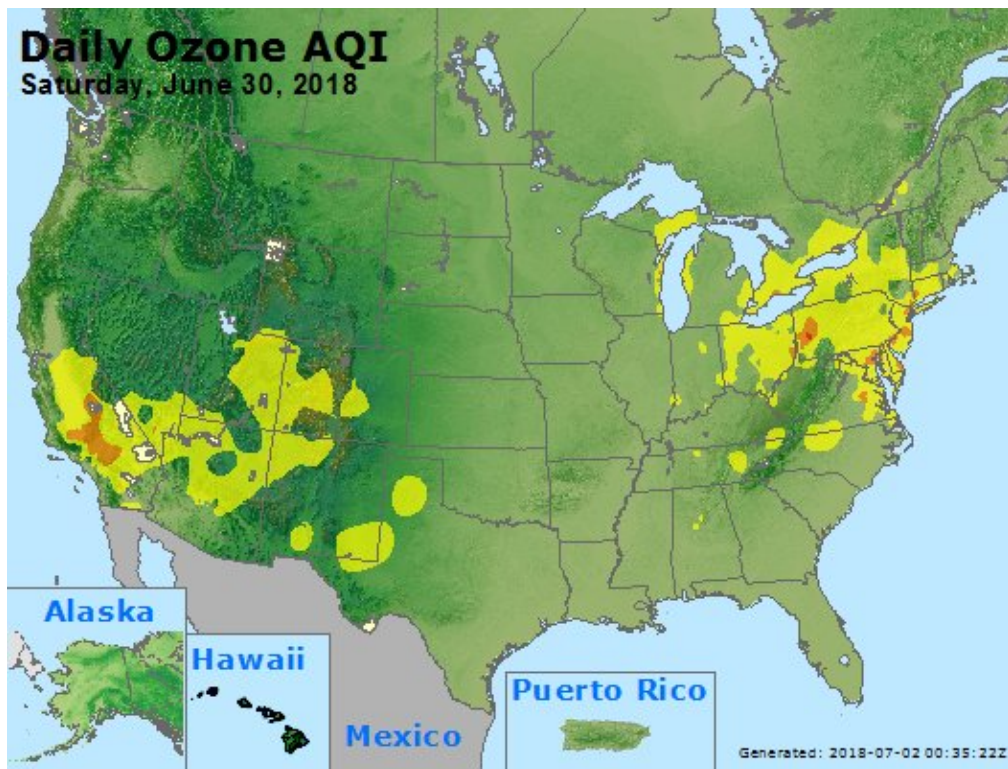 Daily Ozone AQI
Saturday, June 30, 2018
Alaska
Hawaii
Mexico
Puerto Rico
Generated: 2018-07-02 00:35:22Z